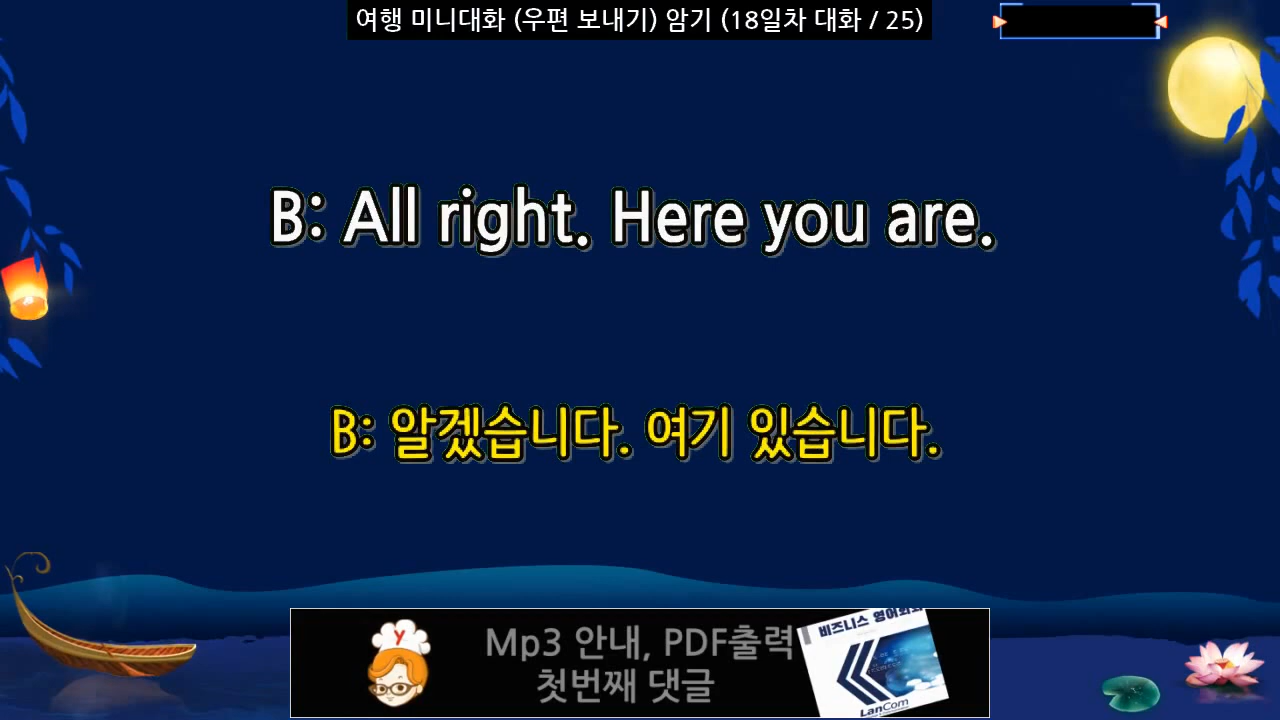 여행 미니대화 (우편 보내기) 암기 (18일차 대화 / 25)
B: All right. Here you are.
B: 알겠습니다. 여기 있습니다.
Y
Mp3 안내, PDF출력
첫번째 댓글
비즈니스 영어회화
LanCom